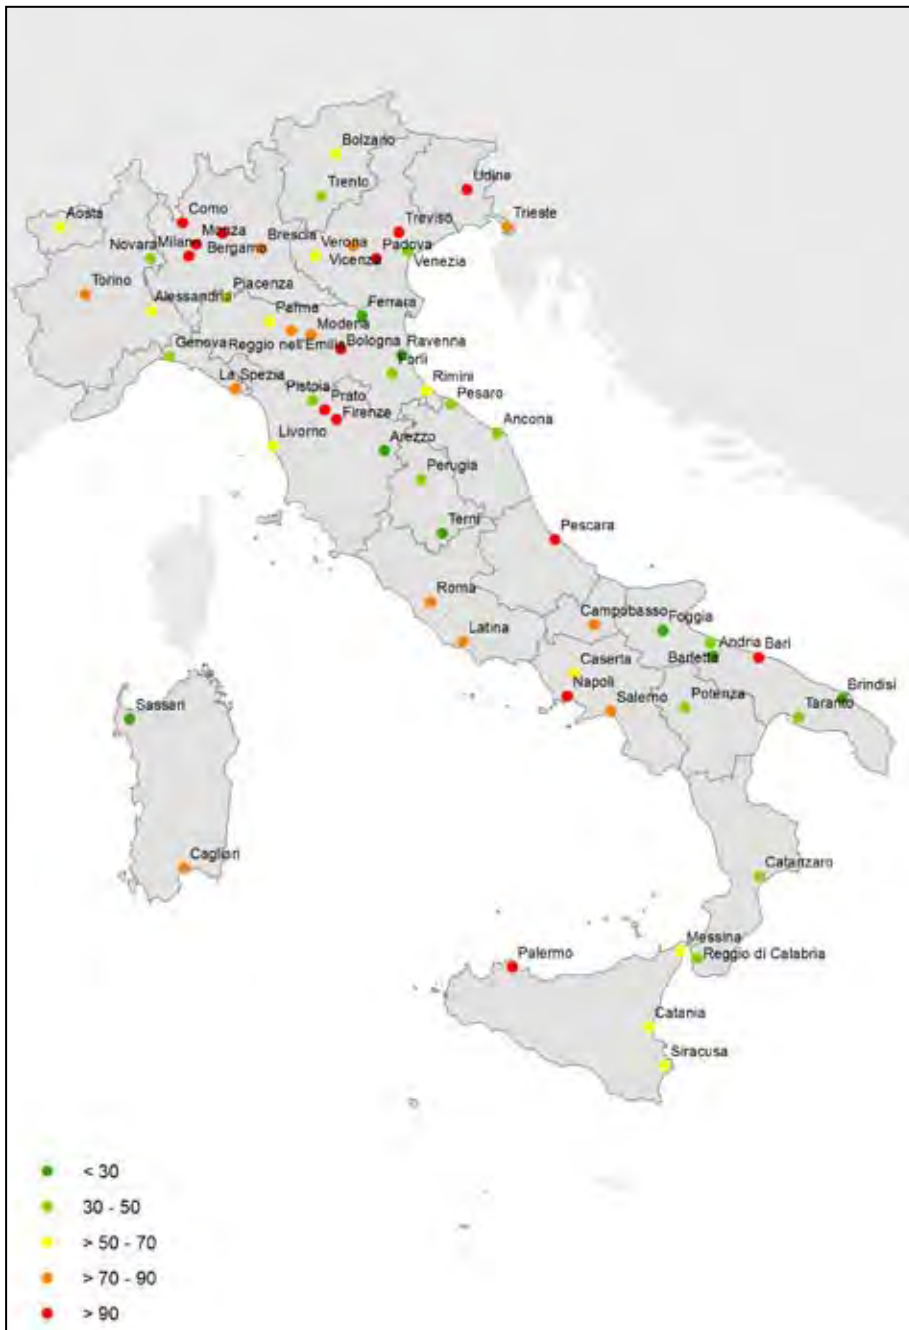 Bolzano
Trento
Udine
Aosta
Como
Treviso
Trieste
Monza
Novara
Milano
Bergamo
Brescia
Verona
Padova
Vicenza
Venezia
Torino
Piacenza
Alessandria
Parma
Ferrara
Modena
Genova
Reggio nell'Emilia
Bologna
Ravenna
Forlì
La Spezia
Pistoia
Prato
Rimini
Pesaro
Firenze
Livorno
Arezzo
Ancona
Perugia
Terni
Pescara
Roma
Campobasso
Foggia
Latina
Andria
Bari
Barletta
Caserta
Napoli
Salerno
Potenza
Brindisi
Taranto
Sassari
Cagliari
Catanzaro
Messina
Palermo
Reggio di Calabria
Catania
Siracusa
< 30
30 - 50
> 50 - 70
> 70 - 90
> 90